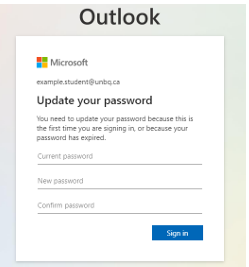 Outlook
Microsoft
example.student@unbq.ca
Update your password
You need to update your password because this is
the first time you are signing in, or because your
password has expired.
Current password
New password
Confirm password
Sign in